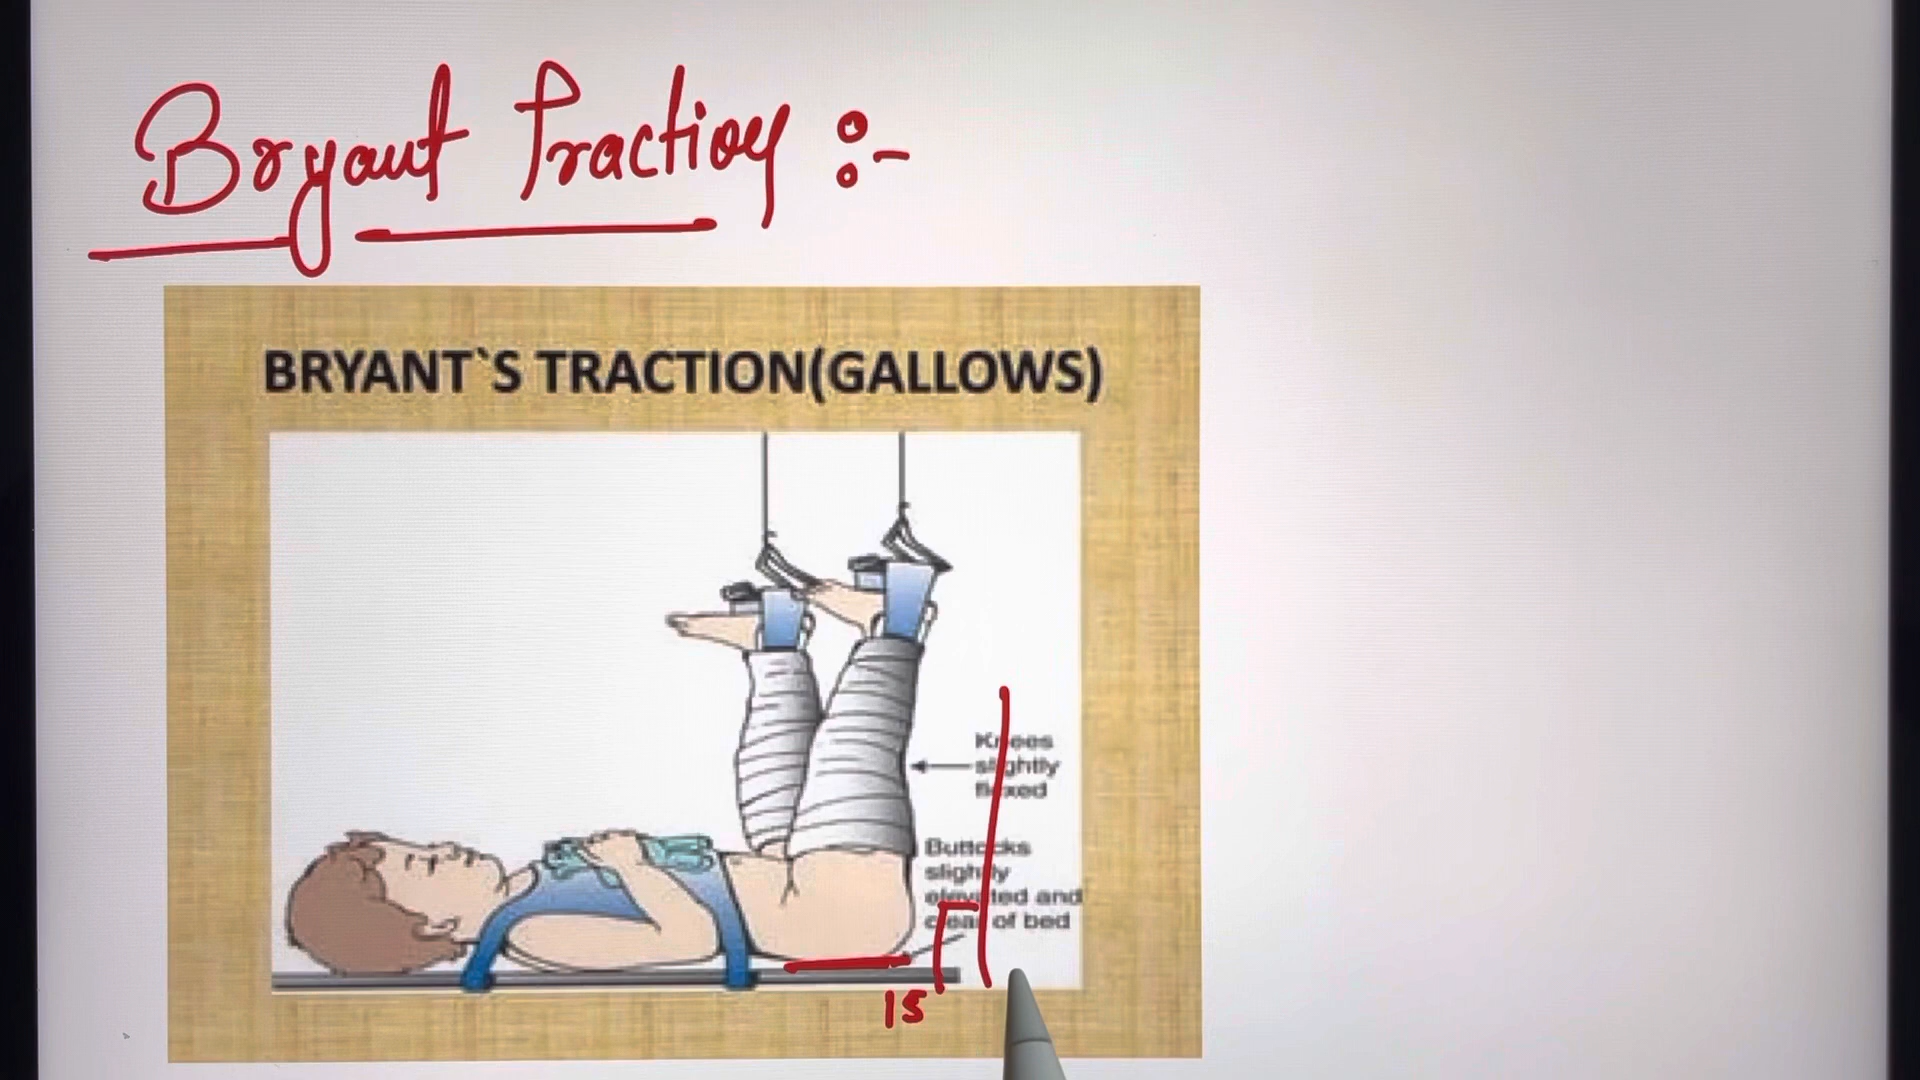 Bryant Traction :-
BRYANT`S TRACTION(GALLOWS)
Knees
slightly
flexed
Buttocks
slightly
elevated and
clear of bed
15